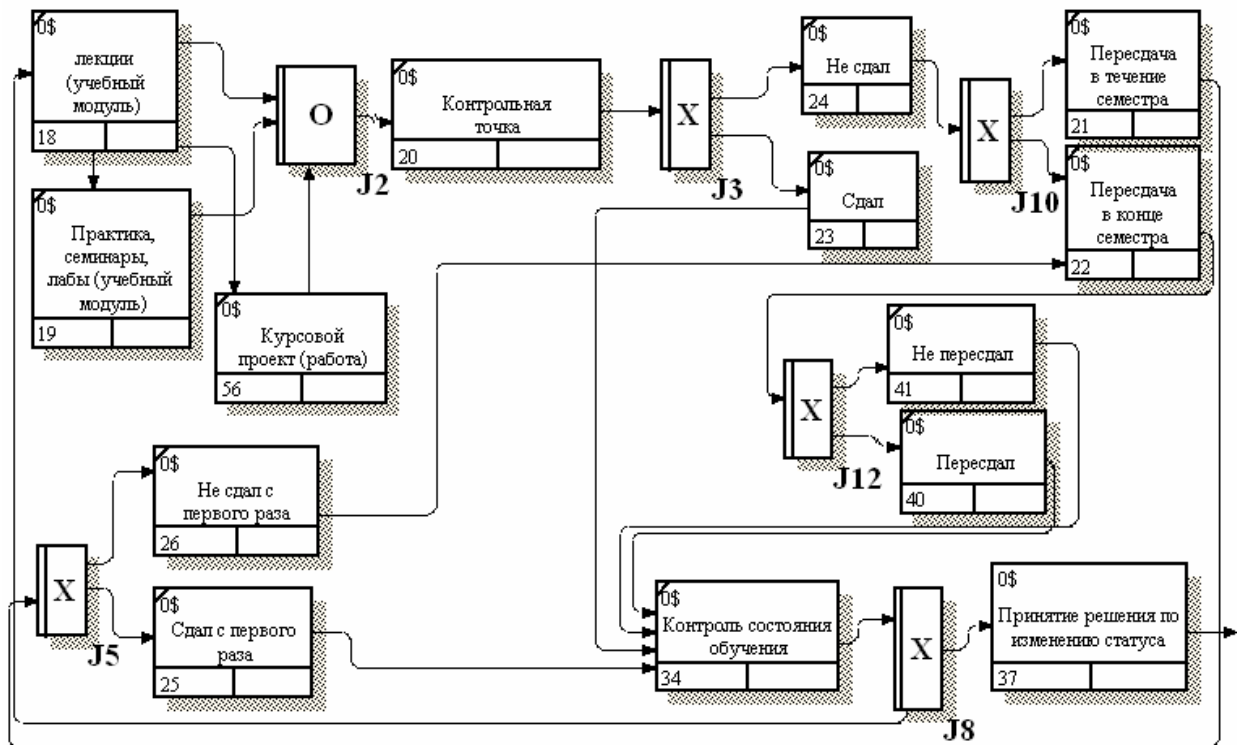 0$
лекции
(учебный
модуль)
18
0$
Практика,
семинары,
лабы (учебный
модуль)
19
0$
Курсовой
проект (работа)
56
O
J2
0$
Контрольная
точка
20
X
J3
0$
Не сдал
24
0$
Сдал
23
X
J10
0$
Пересдача
в течение
семестра
21
0$
Пересдача
в конце
семестра
22
X
J12
0$
Не пересдал
41
0$
Пересдал
40
X
J5
0$
Не сдал с
первого раза
26
0$
Сдал с первого
раза
25
0$
Контроль состояния
обучения
34
X
J8
0$
Принятие решения по
изменению статуса
37